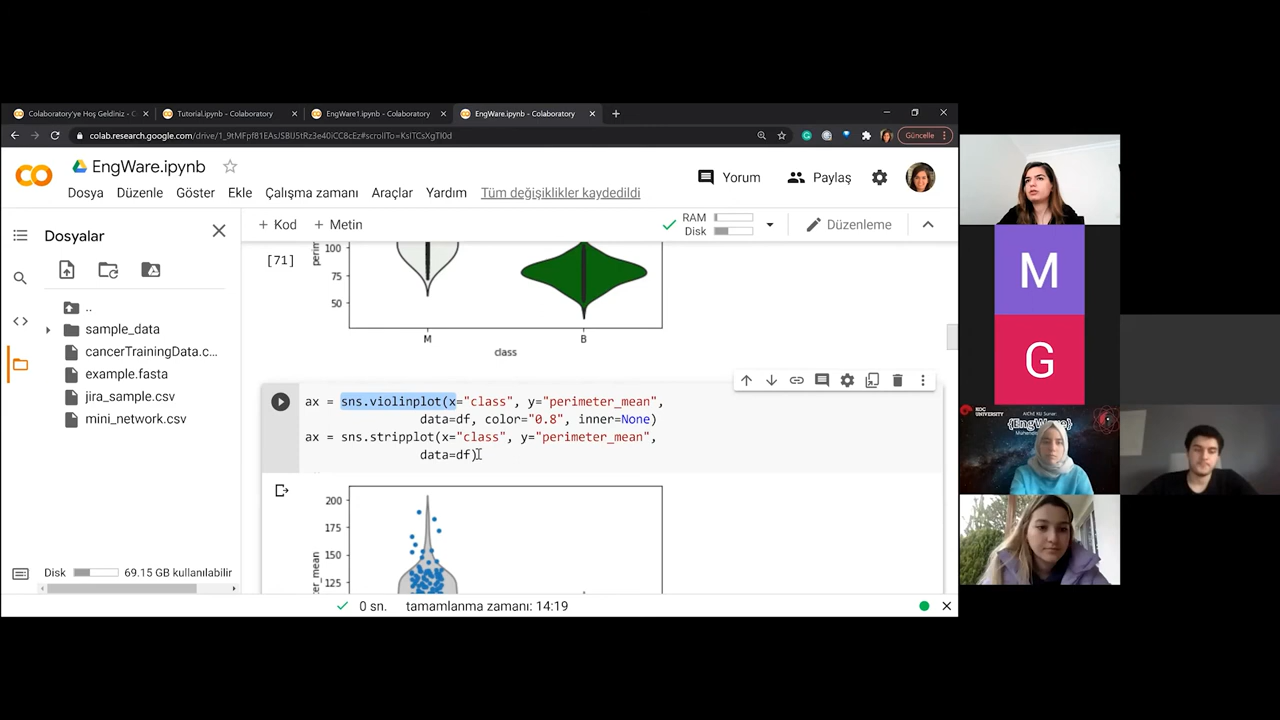 Colaboratory'ye Hoş Geldiniz - C
Tutorial.ipynb - Colaboratory
EngWare1.ipynb - Colaboratory
EngWare.ipynb - Colaboratory
Güncelle
EngWare.ipynb
Dosya Düzenle Göster Ekle Çalışma zamanı Araçlar Yardım Tüm değişiklikler kaydedildi
Yorum
Paylaş
+ Kod + Metin
RAM
Disk
Düzenleme
Dosyalar
..
sample_data
cancerTrainingData.c...
example.fasta
jira_sample.csv
mini_network.csv
Disk 69.15 GB kullanılabilir
[71]
100
75
50
M B
class
ax = sns.violinplot(x="class", y="perimeter_mean",
data=df, color="0.8", inner=None)
ax = sns.stripplot(x="class", y="perimeter_mean",
data=df)
200
175
150
125
0 sn. tamamlanma zamanı: 14:19
M
G
KOC
UNIVERSITY